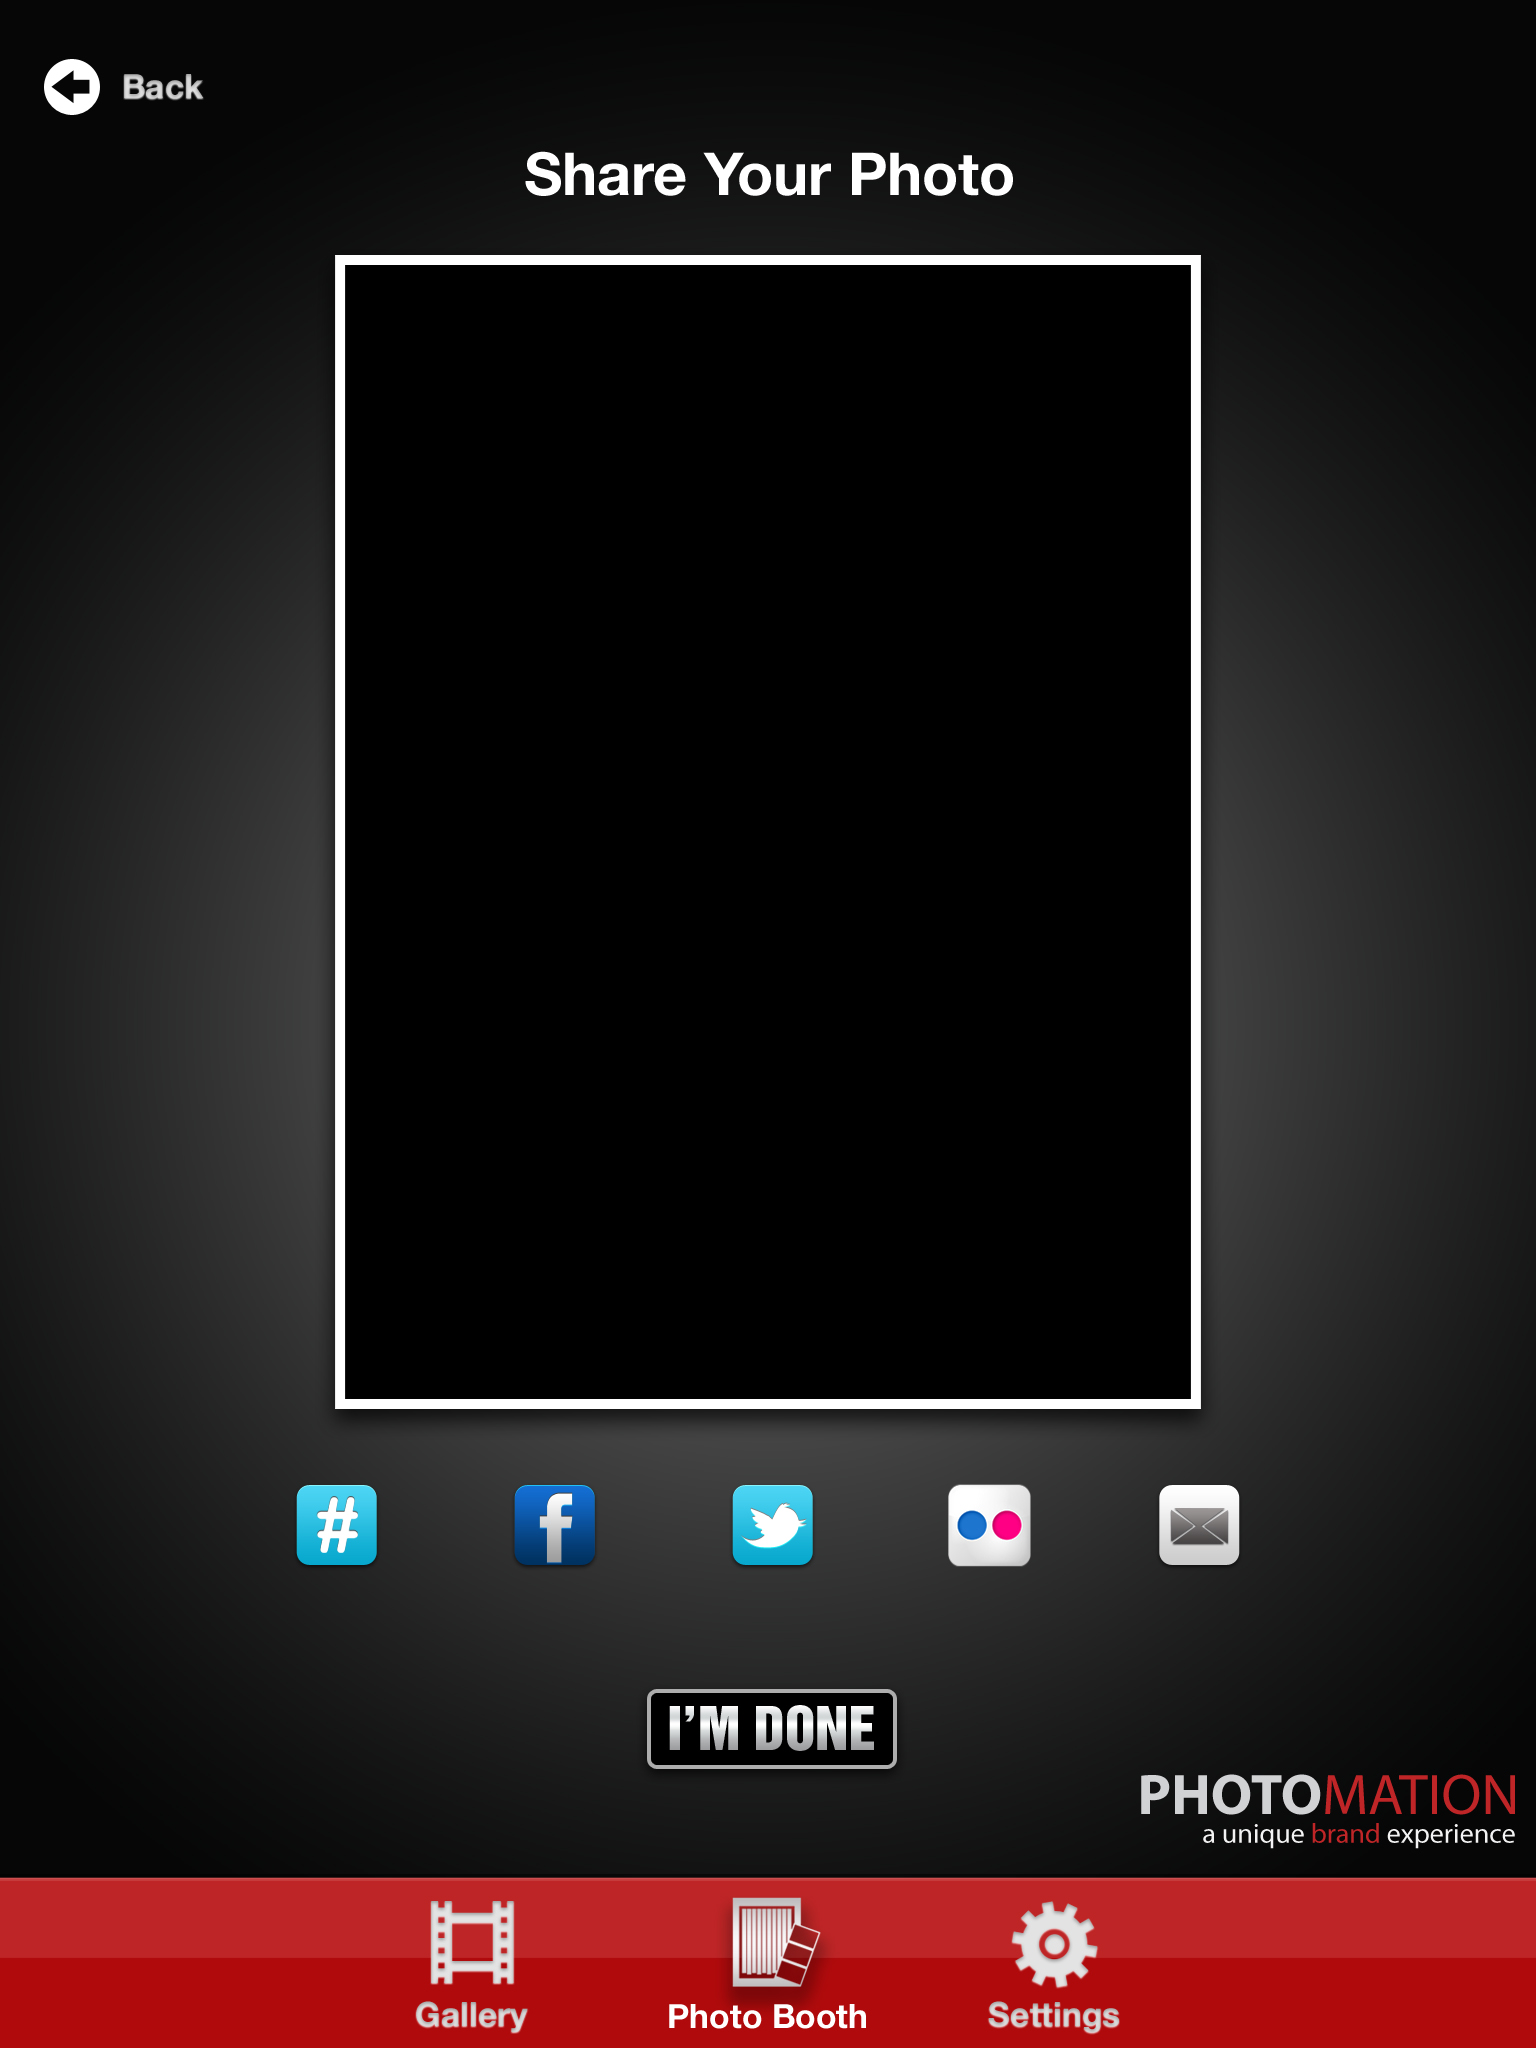 Back
Share Your Photo
#
f
I'M DONE
PHOTOMATION
a unique brand experience
Gallery
Photo Booth
Settings